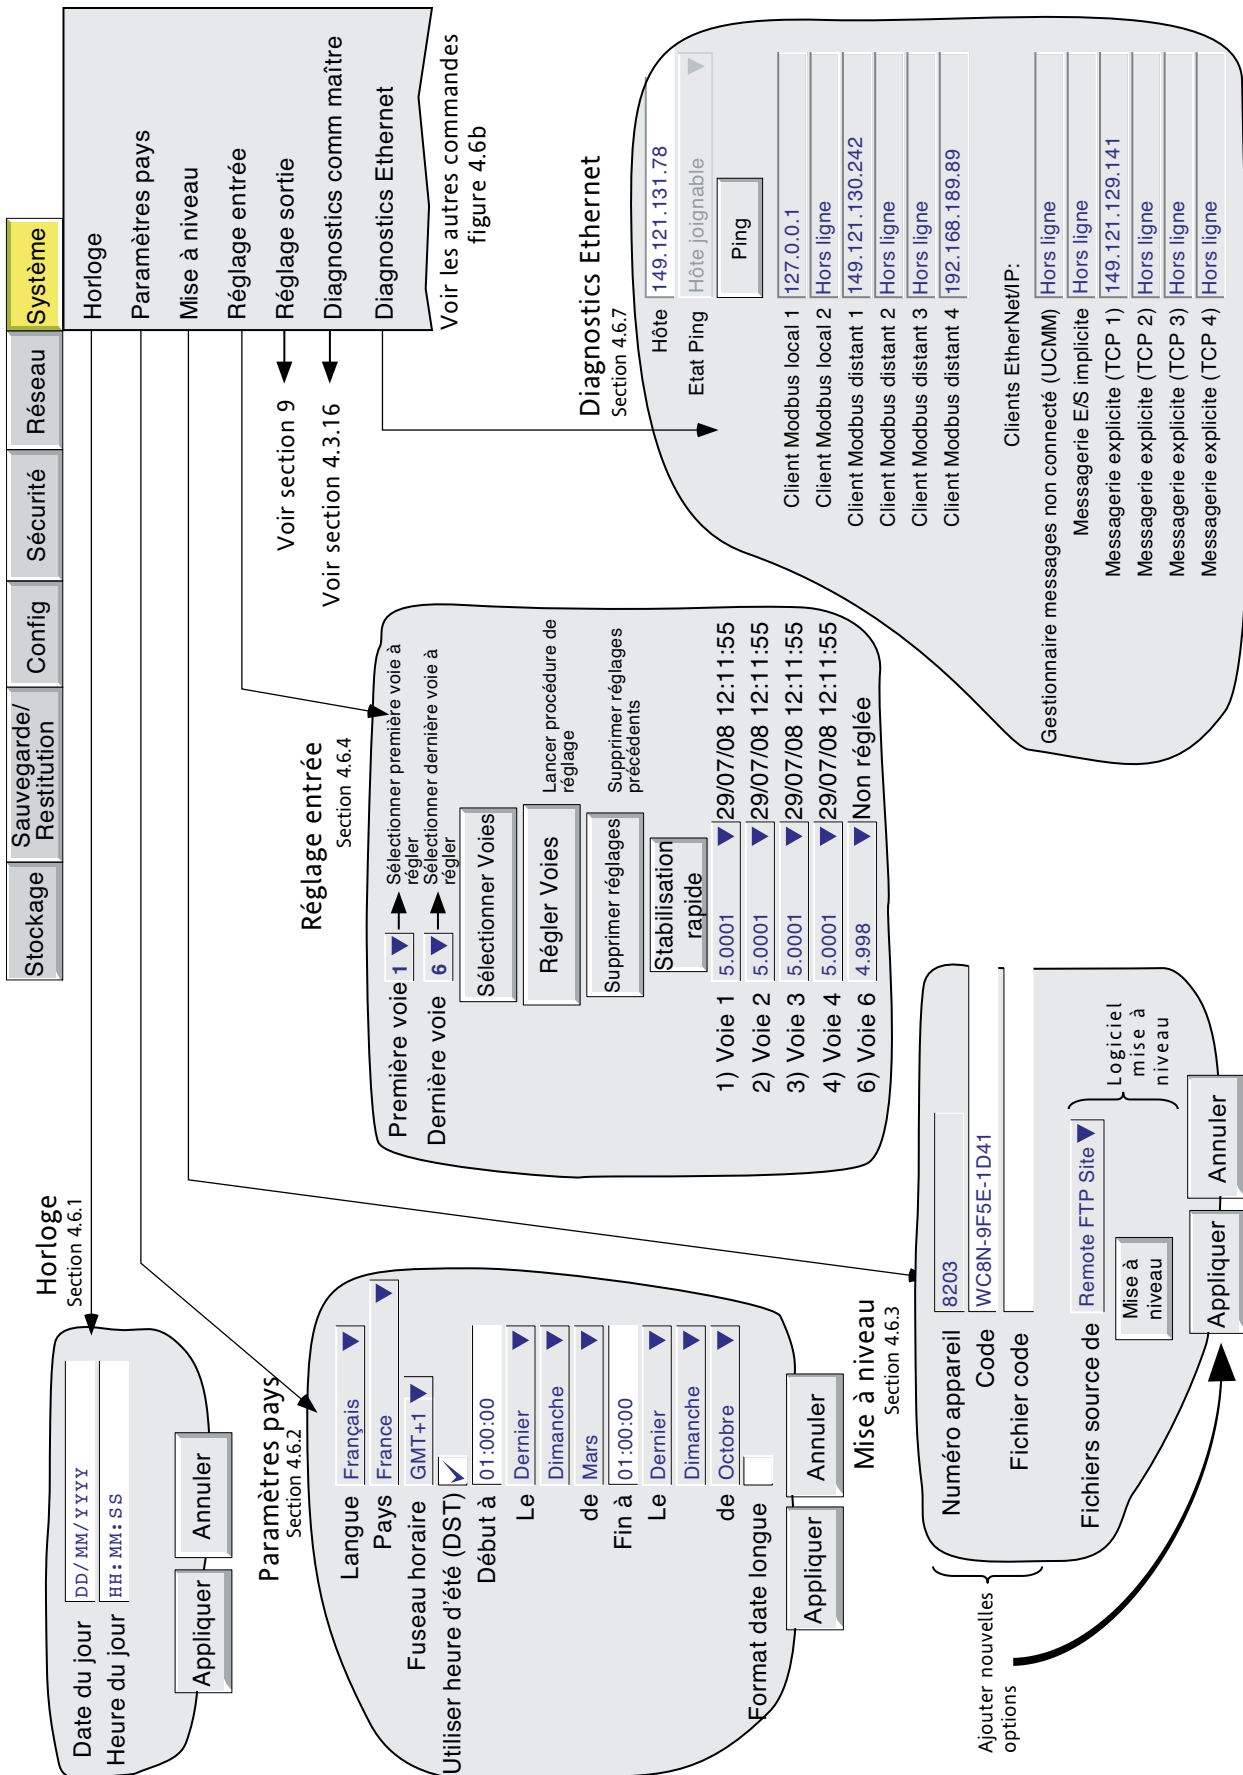 Stockage
Sauvegarde/
Restitution
Config
Sécurité
Réseau
Système
Horloge
Paramètres pays
Mise à niveau
Réglage entrée
Réglage sortie
Diagnostics comm maître
Diagnostics Ethernet
Voir section 9
Voir section 4.3.16
Voir les autres commandes
figure 4.6b
Horloge
Section 4.6.1
Date du jour DD/MM/YYYY
Heure du jour HH:MM:SS
Appliquer Annuler
Paramètres pays
Section 4.6.2
Langue Français
Pays France
Fuseau horaire GMT+1
Utiliser heure d'été (DST)
Début à 01:00:00
Le Dernier
Dimanche
de Mars
Fin à 01:00:00
Le Dernier
Dimanche
de Octobre
Format date longue
Appliquer Annuler
Réglage entrée
Section 4.6.4
Première voie 1 Sélectionner première voie à
régler
Dernière voie 6 Sélectionner dernière voie à
régler
Sélectionner Voies
Régler Voies
Lancer procédure de
réglage
Supprimer réglages
Supprimer réglages
précédents
Stabilisation
rapide
1) Voie 1 5.0001 29/07/08 12:11:55
2) Voie 2 5.0001 29/07/08 12:11:55
3) Voie 3 5.0001 29/07/08 12:11:55
4) Voie 4 5.0001 29/07/08 12:11:55
6) Voie 6 4.998 Non réglée
Mise à niveau
Section 4.6.3
Numéro appareil 8203
Code WC8N-9F5E-1D41
Fichier code
Ajouter nouvelles
options
Fichiers source de Remote FTP Site
Mise à
niveau
Logiciel
mise à
niveau
Appliquer Annuler
Diagnostics Ethernet
Section 4.6.7
Hôte 149.121.131.78
Etat Ping Hôte joignable
Ping
Client Modbus local 1 127.0.0.1
Client Modbus local 2 Hors ligne
Client Modbus distant 1 149.121.130.242
Client Modbus distant 2 Hors ligne
Client Modbus distant 3 Hors ligne
Client Modbus distant 4 192.168.189.89
Clients EtherNet/IP:
Gestionnaire messages non connecté (UCMM) Hors ligne
Messagerie E/S implicite Hors ligne
Messagerie explicite (TCP 1) 149.121.129.141
Messagerie explicite (TCP 2) Hors ligne
Messagerie explicite (TCP 3) Hors ligne
Messagerie explicite (TCP 4) Hors ligne